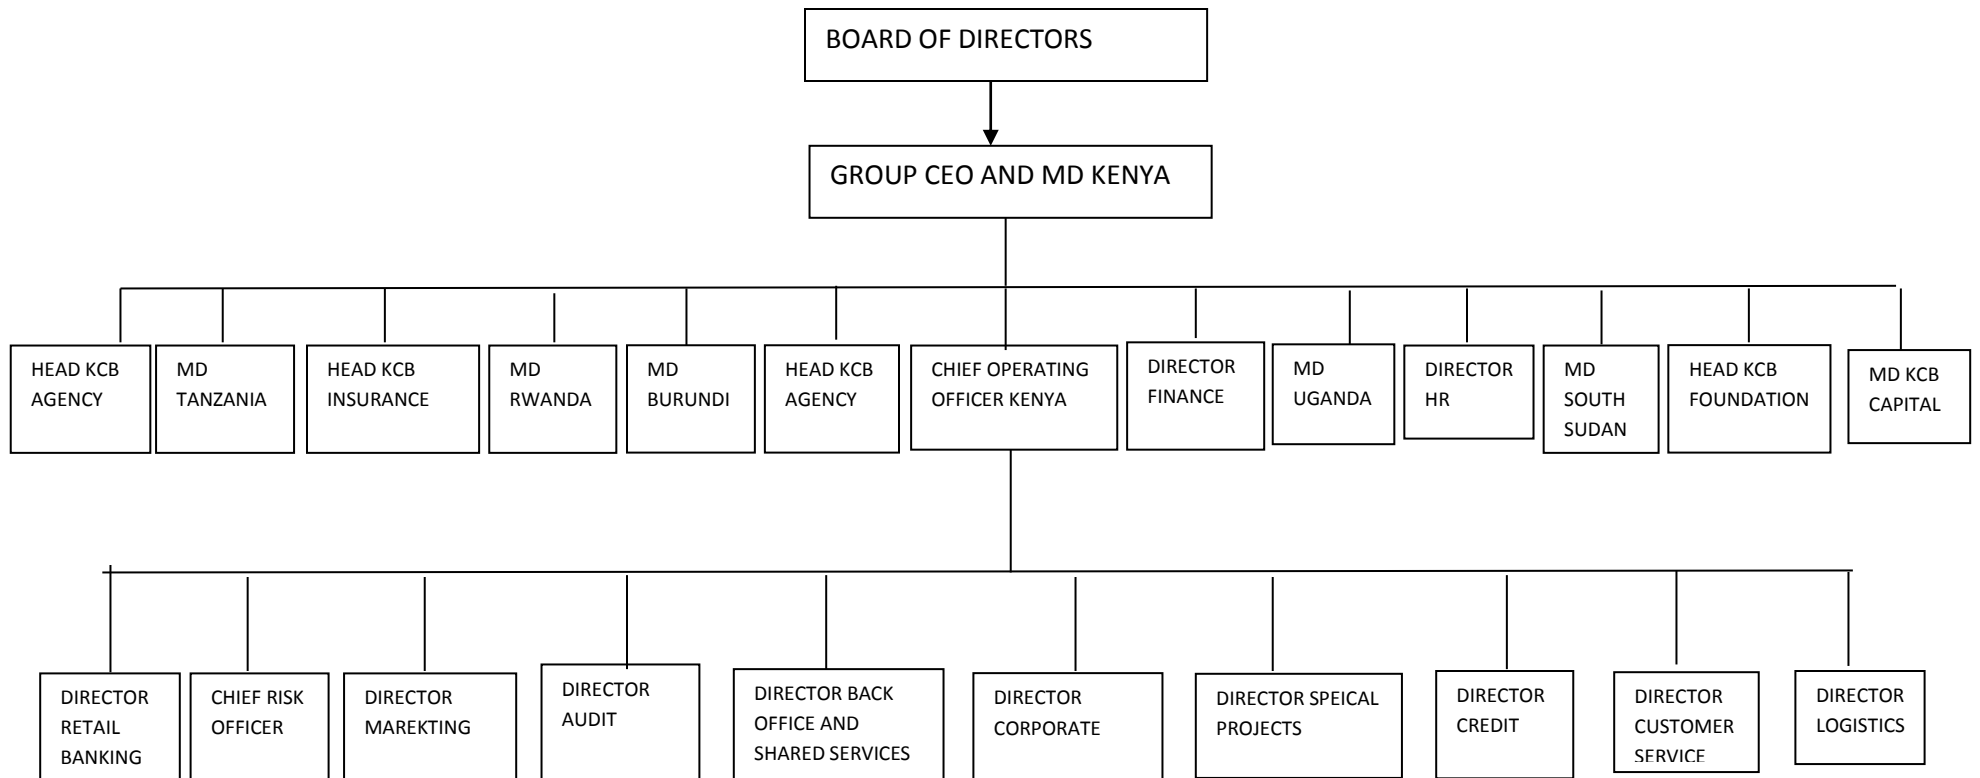 BOARD OF DIRECTORS
GROUP CEO AND MD KENYA
HEAD KCB
AGENCY
MD
TANZANIA
HEAD KCB
INSURANCE
MD
RWANDA
MD
BURUNDI
HEAD KCB
AGENCY
CHIEF OPERATING
OFFICER KENYA
DIRECTOR
FINANCE
MD
UGANDA
DIRECTOR
HR
MD
SOUTH
SUDAN
HEAD KCB
FOUNDATION
MD KCB
CAPITAL
DIRECTOR
RETAIL
BANKING
CHIEF RISK
OFFICER
DIRECTOR
MAREKTING
DIRECTOR
AUDIT
DIRECTOR BACK
OFFICE AND
SHARED SERVICES
DIRECTOR
CORPORATE
DIRECTOR SPEICAL
PROJECTS
DIRECTOR
CREDIT
DIRECTOR
CUSTOMER
SERVICE
DIRECTOR
LOGISTICS